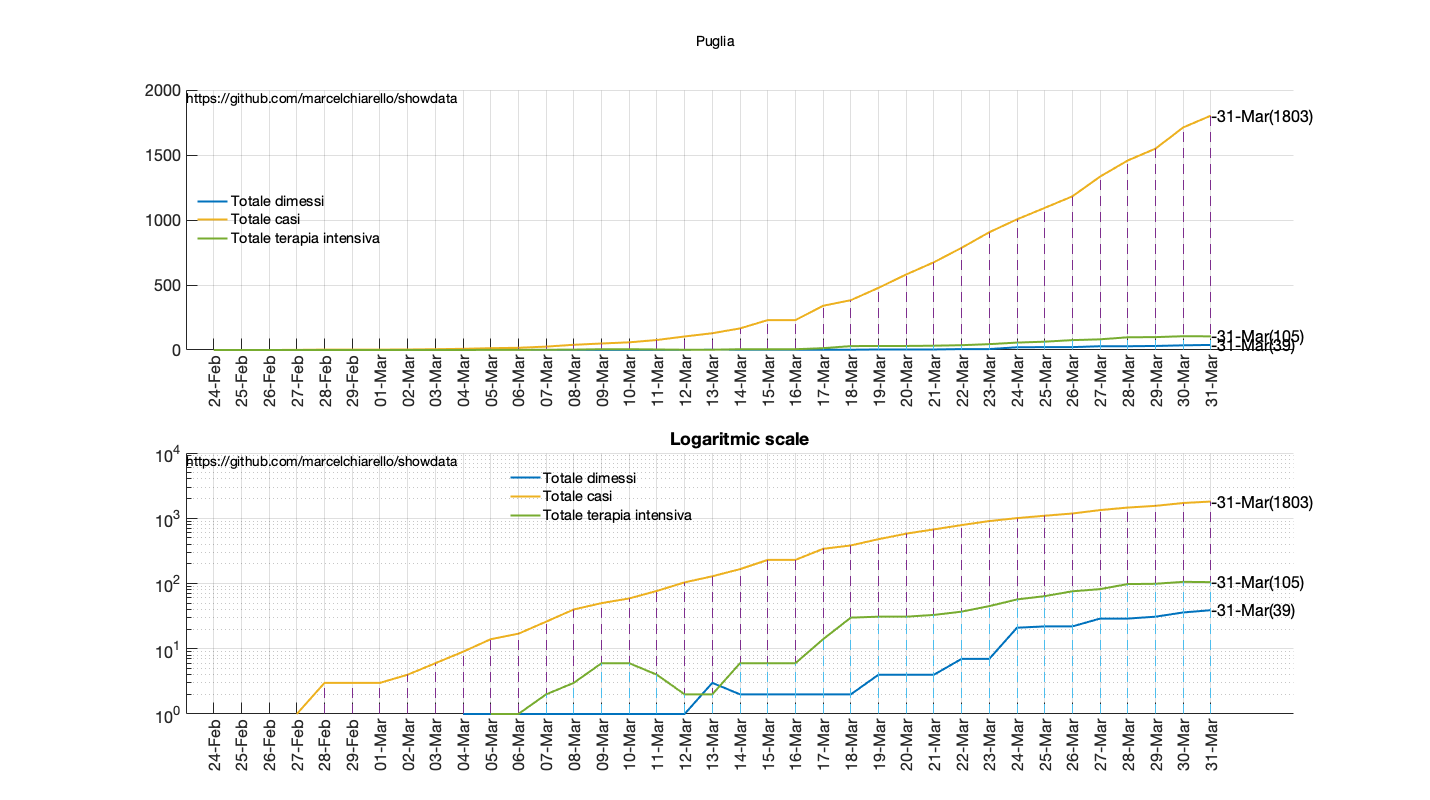 Puglia
2000
https://github.com/marcelchiarello/showdata
-31-Mar(1803)
1500
Totale dimessi
1000
Totale casi
Totale terapia intensiva
500
-31-Mar(105)
-31-Mar(39)
0
24-Feb 25-Feb 26-Feb 27-Feb 28-Feb 29-Feb 01-Mar 02-Mar 03-Mar 04-Mar 05-Mar 06-Mar 07-Mar 08-Mar 09-Mar 10-Mar 11-Mar 12-Mar 13-Mar 14-Mar 15-Mar 16-Mar 17-Mar 18-Mar 19-Mar 20-Mar 21-Mar 22-Mar 23-Mar 24-Mar 25-Mar 26-Mar 27-Mar 28-Mar 29-Mar 30-Mar 31-Mar
Logaritmic scale
10^4
https://github.com/marcelchiarello/showdata
Totale dimessi
Totale casi
-31-Mar(1803)
Totale terapia intensiva
10^3
10^2
-31-Mar(105)
-31-Mar(39)
10^1
10^0
24-Feb 25-Feb 26-Feb 27-Feb 28-Feb 29-Feb 01-Mar 02-Mar 03-Mar 04-Mar 05-Mar 06-Mar 07-Mar 08-Mar 09-Mar 10-Mar 11-Mar 12-Mar 13-Mar 14-Mar 15-Mar 16-Mar 17-Mar 18-Mar 19-Mar 20-Mar 21-Mar 22-Mar 23-Mar 24-Mar 25-Mar 26-Mar 27-Mar 28-Mar 29-Mar 30-Mar 31-Mar